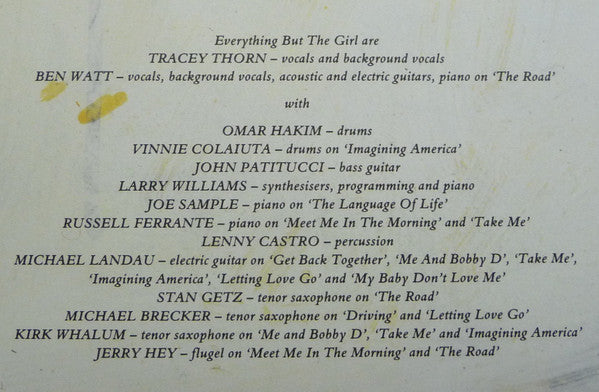 Everything But The Girl are
TRACEY THORN – vocals and background vocals
BEN WATT – vocals, background vocals, acoustic and electric guitars, piano on ‘The Road’
with
OMAR HAKIM – drums
VINNIE COLAIUTA – drums on ‘Imagining America’
JOHN PATITUCCI – bass guitar
LARRY WILLIAMS – synthesisers, programming and piano
JOE SAMPLE – piano on ‘The Language Of Life’
RUSSELL FERRANTE – piano on ‘Meet Me In The Morning’ and ‘Take Me’
LENNY CASTRO – percussion
MICHAEL LANDAU – electric guitar on ‘Get Back Together’, ‘Me And Bobby D’, ‘Take Me’,
‘Imagining America’, ‘Letting Love Go’ and ‘My Baby Don’t Love Me’
STAN GETZ – tenor saxophone on ‘The Road’
MICHAEL BRECKER – tenor saxophone on ‘Driving’ and ‘Letting Love Go’
KIRK WHALUM – tenor saxophone on ‘Me and Bobby D’, ‘Take Me’ and ‘Imagining America’
JERRY HEY – flugel on ‘Meet Me In The Morning’ and ‘The Road’